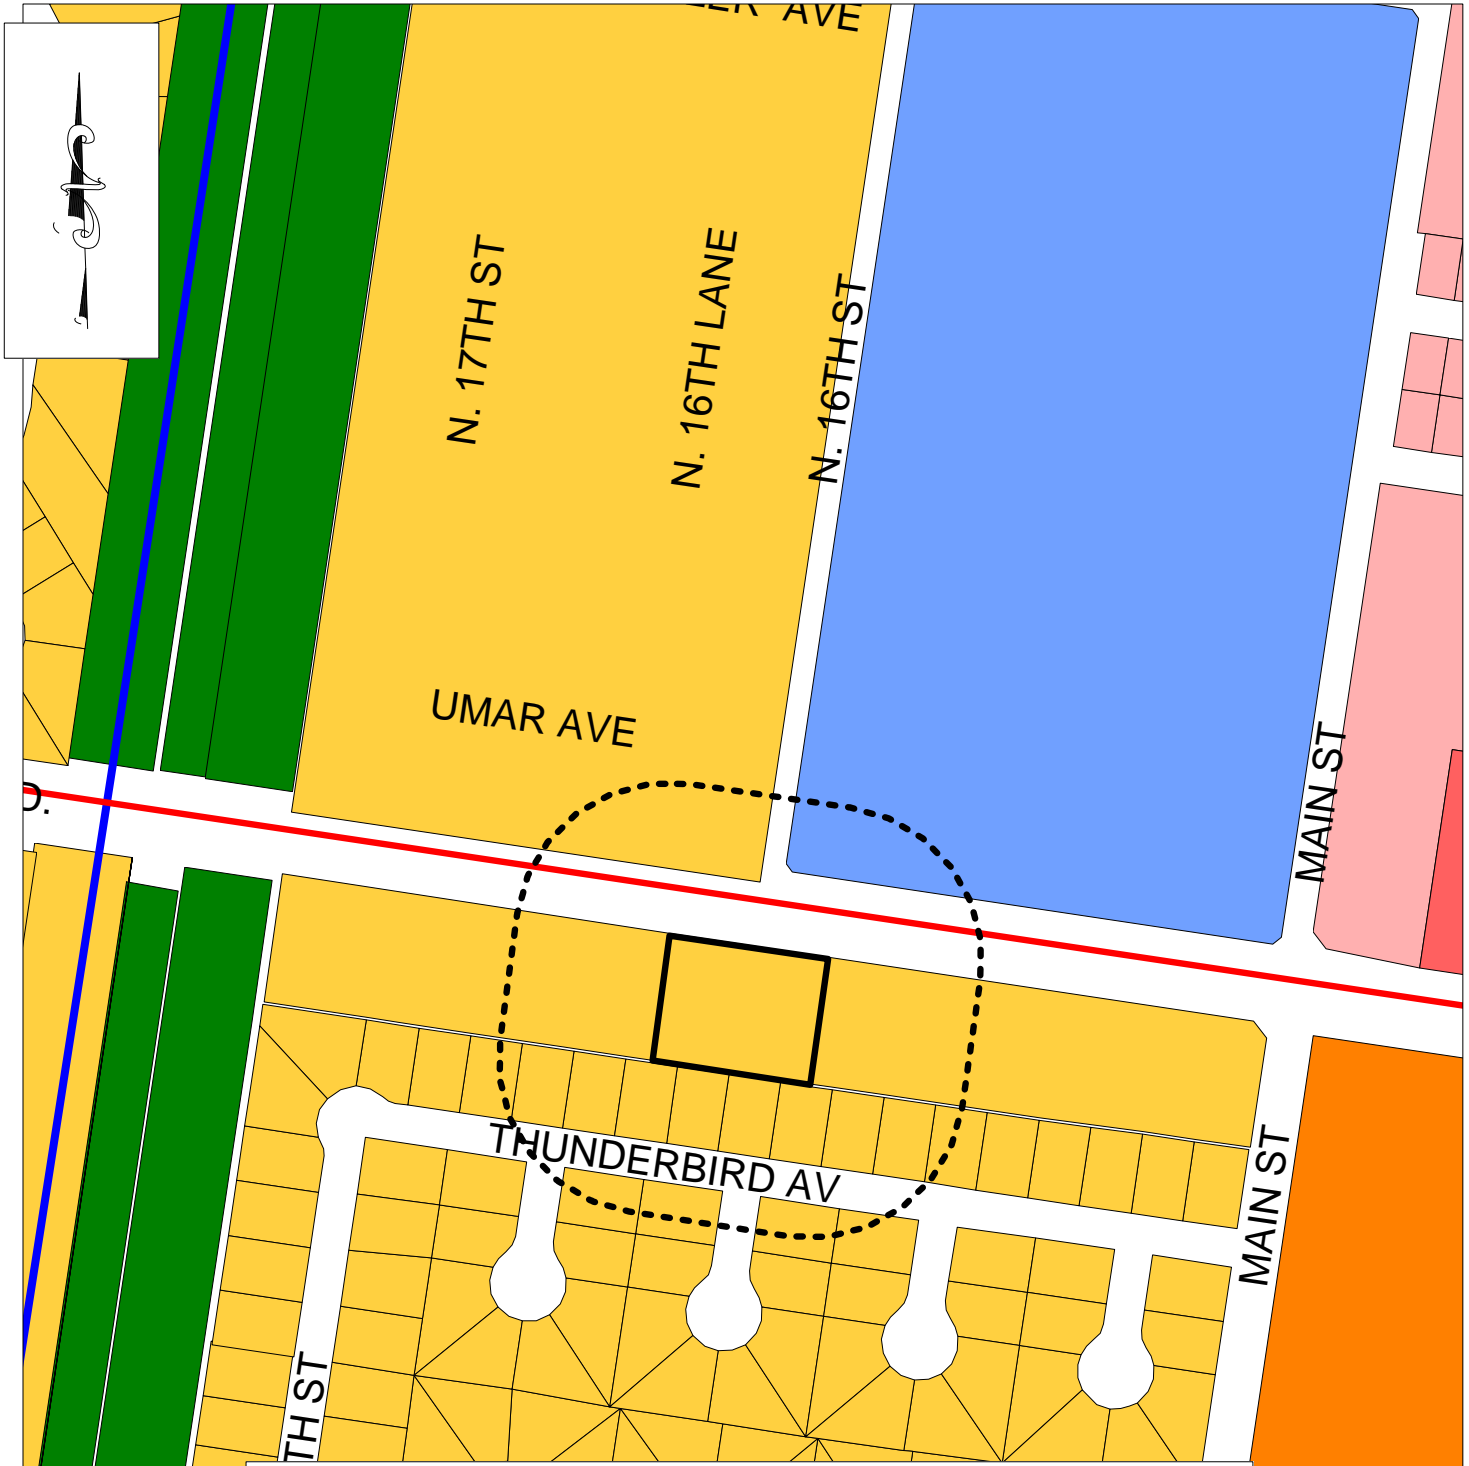 AVE
N. 17TH ST
N. 16TH LANE
N. 16TH ST
UMAR AVE
MAIN ST
D.
THUNDERBIRD AV
MAIN ST
TH ST